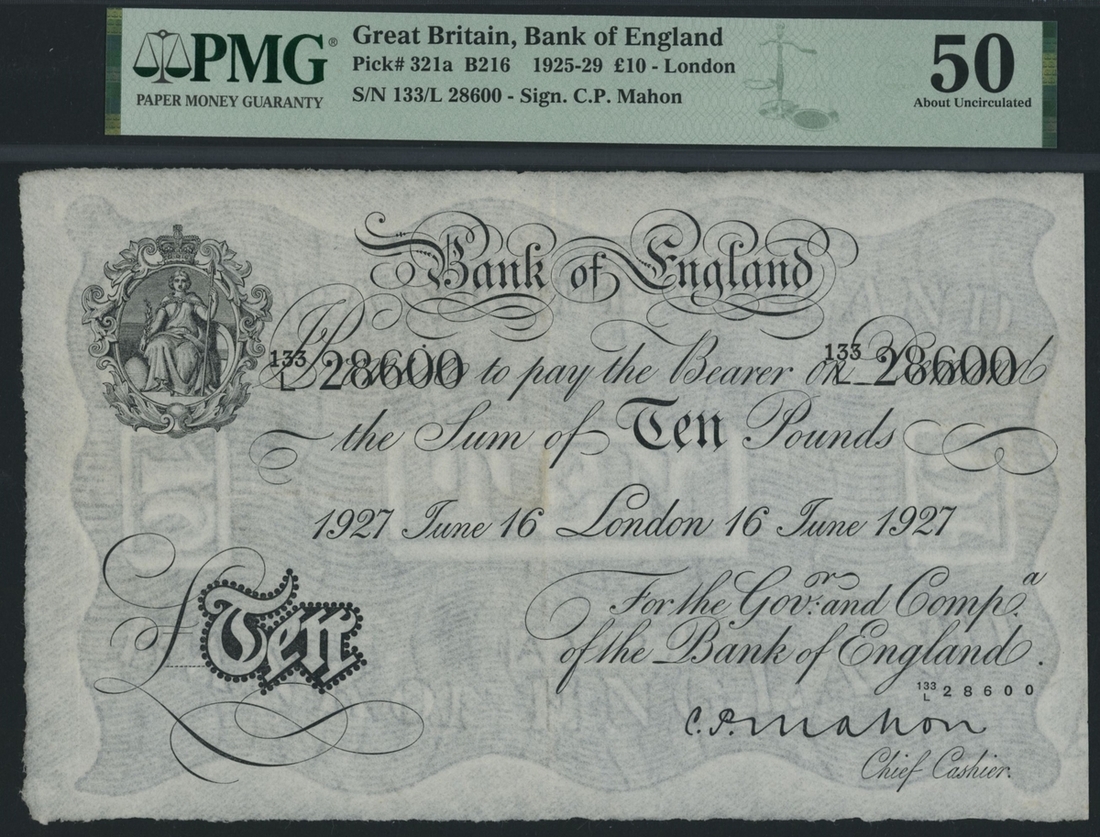 PMG®
PAPER MONEY GUARANTY
Great Britain, Bank of England
Pick# 321a B216 1925-29 £10 - London
S/N 133/L 28600 - Sign. C.P. Mahon
50
About Uncirculated
Bank of England
133/L 28600 to pay the Bearer on 133/L 28600
the Sum of Ten Pounds
1927 June 16 London 16 June 1927
£Ten
For the Govr. and Compa.
of the Bank of England.
133/L 28600
C.P. Mahon
Chief Cashier.